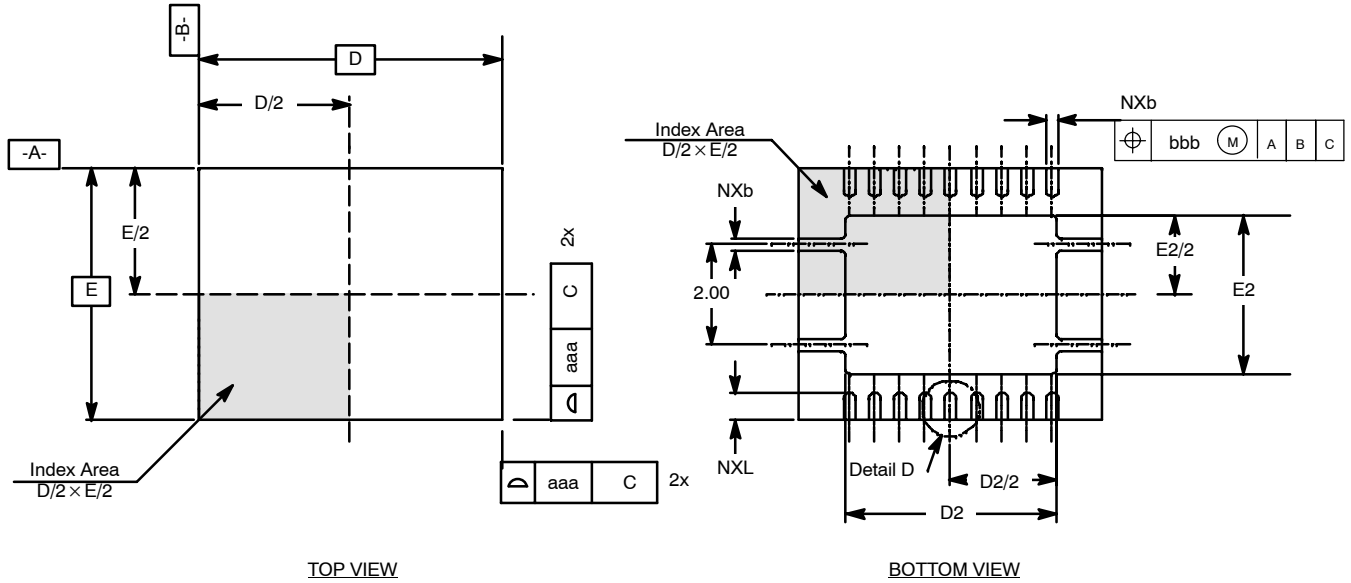 -B-
D
D/2
-A-
E/2
E
2x
C
aaa
Index Area
D/2 × E/2
aaa C 2x
TOP VIEW
NXb
bbb M A B C
Index Area
D/2 × E/2
NXb
2.00
E2/2
E2
NXL
Detail D
D2/2
D2
BOTTOM VIEW